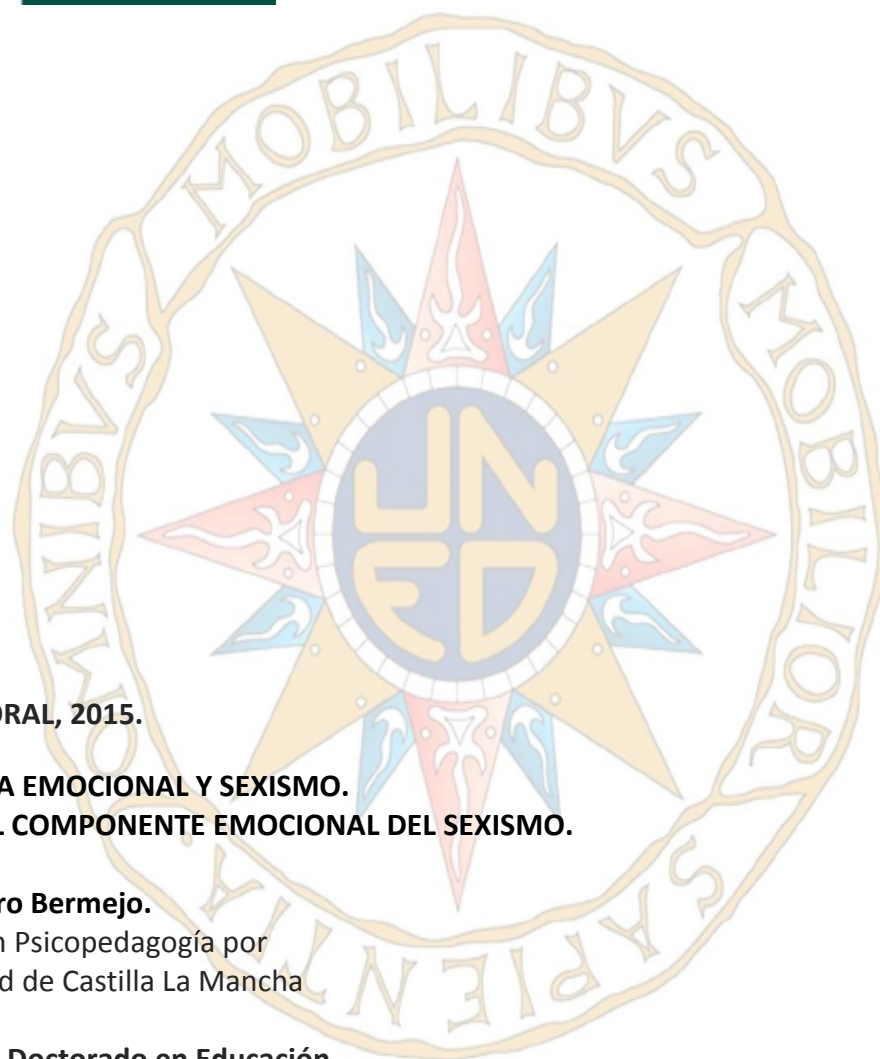 OMNIBVS MOBILIBVS MOBILIOR SAPIENTIA
UNED
ORAL, 2015.
A EMOCIONAL Y SEXISMO.
L COMPONENTE EMOCIONAL DEL SEXISMO.
ro Bermejo.
n Psicopedagogía por
d de Castilla La Mancha
Doctorado en Educación